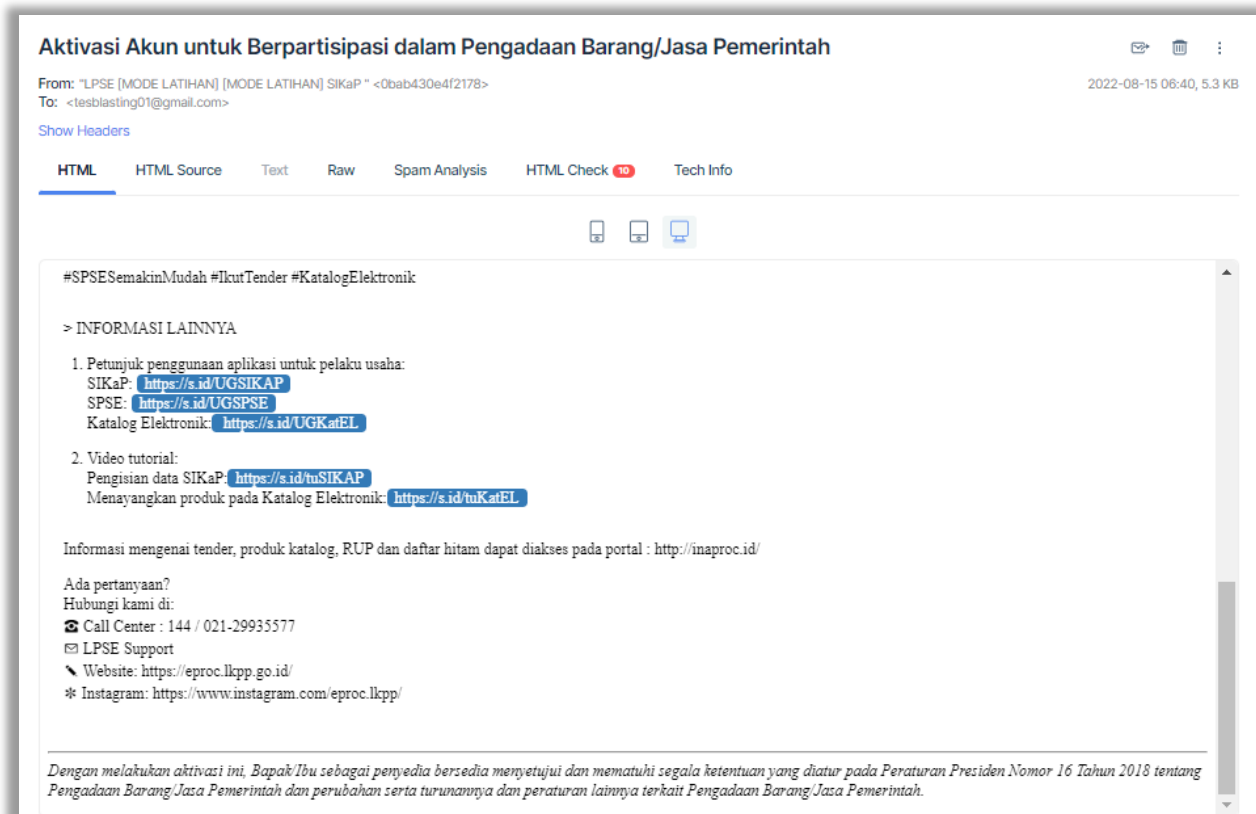 Aktivasi Akun untuk Berpartisipasi dalam Pengadaan Barang/Jasa Pemerintah
From: "LPSE [MODE LATIHAN] [MODE LATIHAN] SIKaP " <0bab430e4f2178>
2022-08-15 06:40, 5.3 KB
To: <tesblasting01@gmail.com>
Show Headers
HTML HTML Source Text Raw Spam Analysis HTML Check 10 Tech Info
#SPSESemakinMudah #IkutTender #KatalogElektronik
> INFORMASI LAINNYA
1. Petunjuk penggunaan aplikasi untuk pelaku usaha:
SIKaP: https://s.id/UGSIKAP
SPSE: https://s.id/UGSPSE
Katalog Elektronik: https://s.id/UGKatEL
2. Video tutorial:
Pengisian data SIKaP: https://s.id/tuSIKAP
Menayangkan produk pada Katalog Elektronik: https://s.id/tuKatEL
Informasi mengenai tender, produk katalog, RUP dan daftar hitam dapat diakses pada portal : http://inaproc.id/
Ada pertanyaan?
Hubungi kami di:
☎ Call Center : 144 / 021-29935577
✉ LPSE Support
✎ Website: https://eproc.lkpp.go.id/
✻ Instagram: https://www.instagram.com/eproc.lkpp/
Dengan melakukan aktivasi ini, Bapak/Ibu sebagai penyedia bersedia menyetujui dan mematuhi segala ketentuan yang diatur pada Peraturan Presiden Nomor 16 Tahun 2018 tentang
Pengadaan Barang/Jasa Pemerintah dan perubahan serta turunannya dan peraturan lainnya terkait Pengadaan Barang/Jasa Pemerintah.